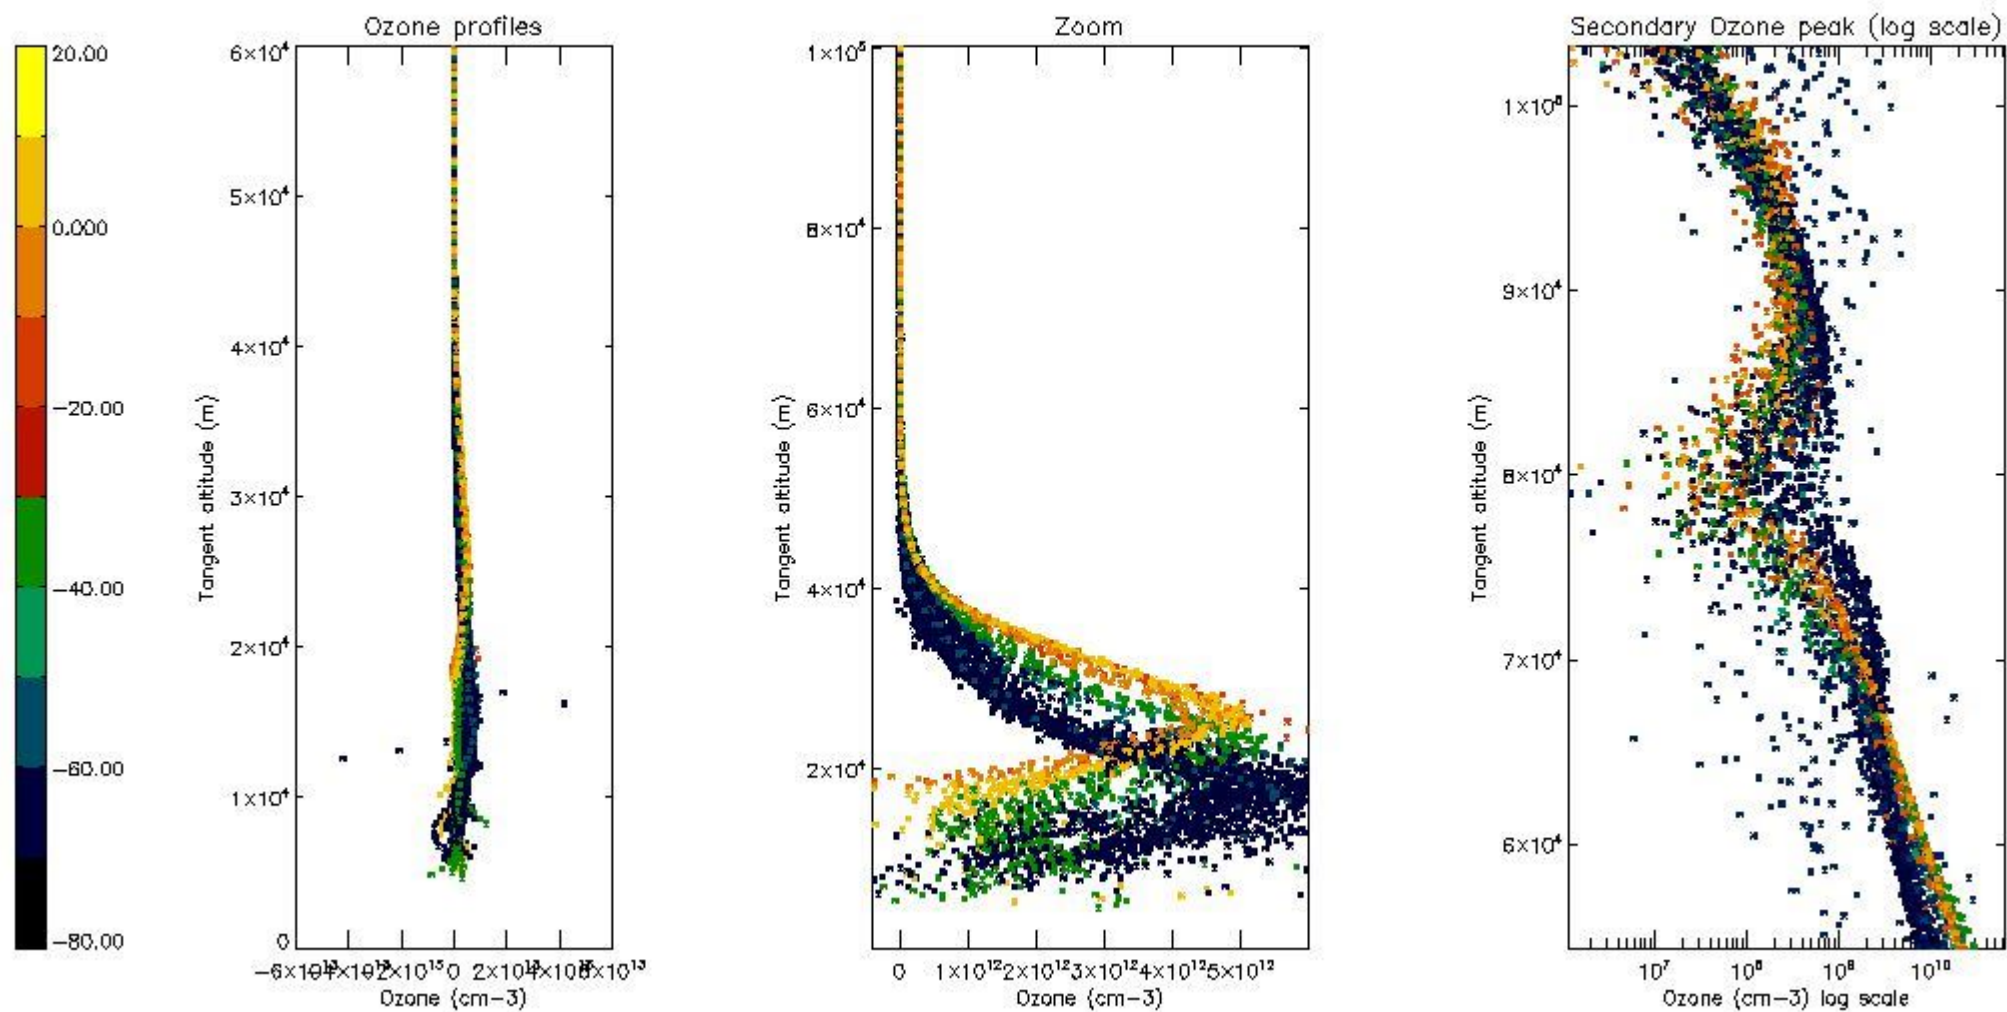 Ozone profiles
Zoom
Secondary Ozone peak (log scale)
20.00
0.000
−20.00
−40.00
−60.00
−80.00
6×10⁴
5×10⁴
4×10⁴
3×10⁴
2×10⁴
1×10⁴
0
Tangent altitude (m)
0
Ozone (cm−3)
1×10⁵
8×10⁴
6×10⁴
4×10⁴
2×10⁴
Tangent altitude (m)
0 1×10¹² 2×10¹² 3×10¹² 4×10¹² 5×10¹²
Ozone (cm−3)
9×10⁴
8×10⁴
7×10⁴
6×10⁴
Tangent altitude (m)
10⁷ 10⁸ 10⁹ 10¹⁰
Ozone (cm−3) log scale